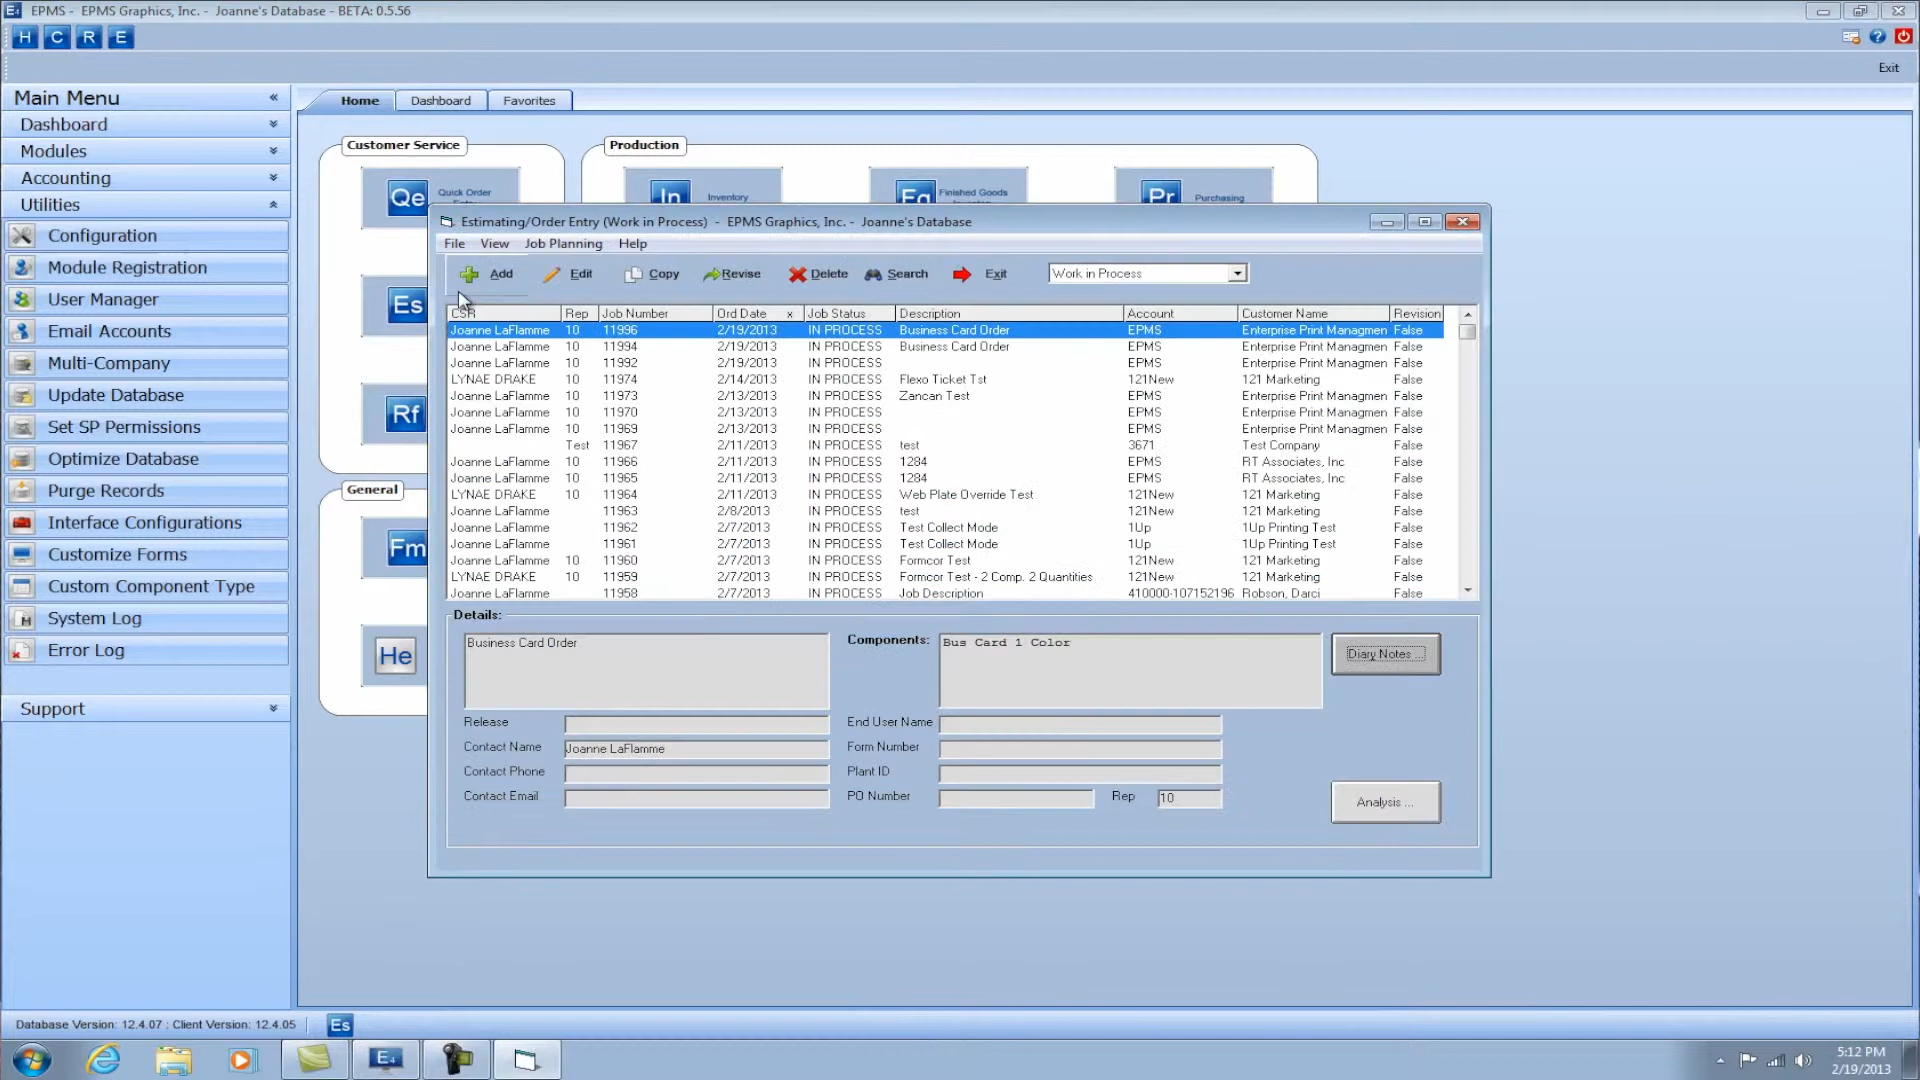 EPMS - EPMS Graphics, Inc. - Joanne's Database - BETA: 0.5.56
H C R E
Exit
Main Menu
Dashboard
Modules
Accounting
Utilities
Configuration
Module Registration
User Manager
Email Accounts
Multi-Company
Update Database
Set SP Permissions
Optimize Database
Purge Records
Interface Configurations
Customize Forms
Custom Component Type
System Log
Error Log
Support
Home Dashboard Favorites
Customer Service
Production
Qe Quick Order
In Inventory
Fg Finished Goods
Pr Purchasing
Es
Rf
General
Fm
He
Estimating/Order Entry (Work in Process) - EPMS Graphics, Inc. - Joanne's Database
File View Job Planning Help
Add Edit Copy Revise Delete Search Exit Work in Process
CSR Rep Job Number Ord Date x Job Status Description Account Customer Name Revision
Joanne LaFlamme 10 11996 2/19/2013 IN PROCESS Business Card Order EPMS Enterprise Print Managmen False
Joanne LaFlamme 10 11994 2/19/2013 IN PROCESS Business Card Order EPMS Enterprise Print Managmen False
Joanne LaFlamme 10 11992 2/19/2013 IN PROCESS EPMS Enterprise Print Managmen False
LYNAE DRAKE 10 11974 2/14/2013 IN PROCESS Flexo Ticket Tst 121New 121 Marketing False
Joanne LaFlamme 10 11973 2/13/2013 IN PROCESS Zancan Test EPMS Enterprise Print Managmen False
Joanne LaFlamme 10 11970 2/13/2013 IN PROCESS EPMS Enterprise Print Managmen False
Joanne LaFlamme 10 11969 2/13/2013 IN PROCESS EPMS Enterprise Print Managmen False
Test 11967 2/11/2013 IN PROCESS test 3671 Test Company False
Joanne LaFlamme 10 11966 2/11/2013 IN PROCESS 1284 EPMS RT Associates, Inc False
Joanne LaFlamme 10 11965 2/11/2013 IN PROCESS 1284 EPMS RT Associates, Inc False
LYNAE DRAKE 10 11964 2/11/2013 IN PROCESS Web Plate Override Test 121New 121 Marketing False
Joanne LaFlamme 11963 2/8/2013 IN PROCESS test 121New 121 Marketing False
Joanne LaFlamme 11962 2/7/2013 IN PROCESS Test Collect Mode 1Up 1Up Printing Test False
Joanne LaFlamme 11961 2/7/2013 IN PROCESS Test Collect Mode 1Up 1Up Printing Test False
Joanne LaFlamme 10 11960 2/7/2013 IN PROCESS Formcor Test 121New 121 Marketing False
LYNAE DRAKE 10 11959 2/7/2013 IN PROCESS Formcor Test - 2 Comp. 2 Quantities 121New 121 Marketing False
Joanne LaFlamme 11958 2/7/2013 IN PROCESS Job Description 410000-107152196 Robson, Darci False
Details:
Business Card Order
Components: Bus Card 1 Color
Diary Notes ...
Release
End User Name
Contact Name Joanne LaFlamme
Form Number
Contact Phone
Plant ID
Contact Email
PO Number
Rep 10
Analysis ...
Database Version: 12.4.07 : Client Version: 12.4.05 Es
5:12 PM
2/19/2013